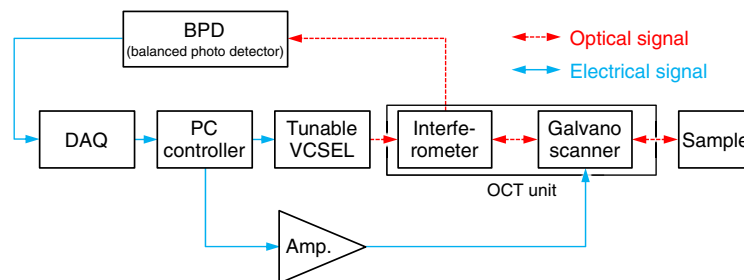 BPD
(balanced photo detector)
Optical signal
Electrical signal
DAQ
PC
controller
Tunable
VCSEL
Interfe-
rometer
Galvano
scanner
Sample
OCT unit
Amp.